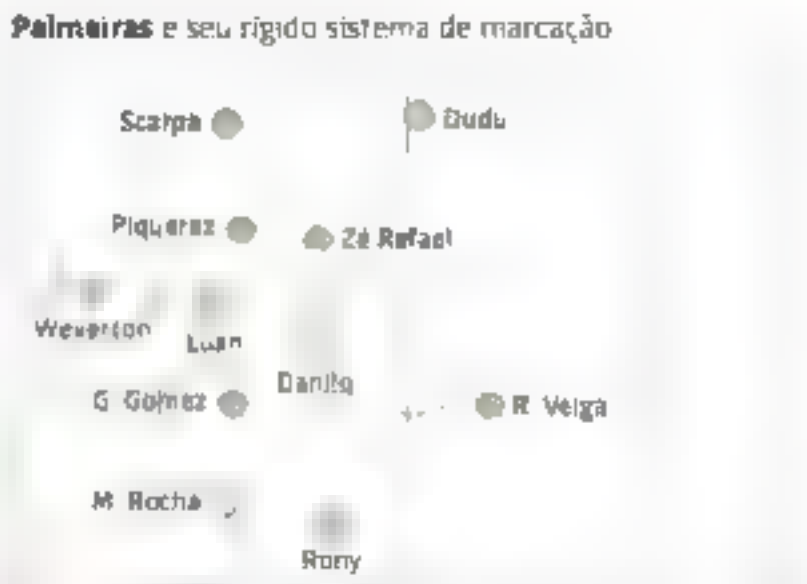 Palmeiras e seu rígido sistema de marcação
Scarpa
Dudu
Piquerez
Zé Rafael
Weverton
Luan
Danilo
G. Gómez
R. Veiga
M. Rocha
Rony